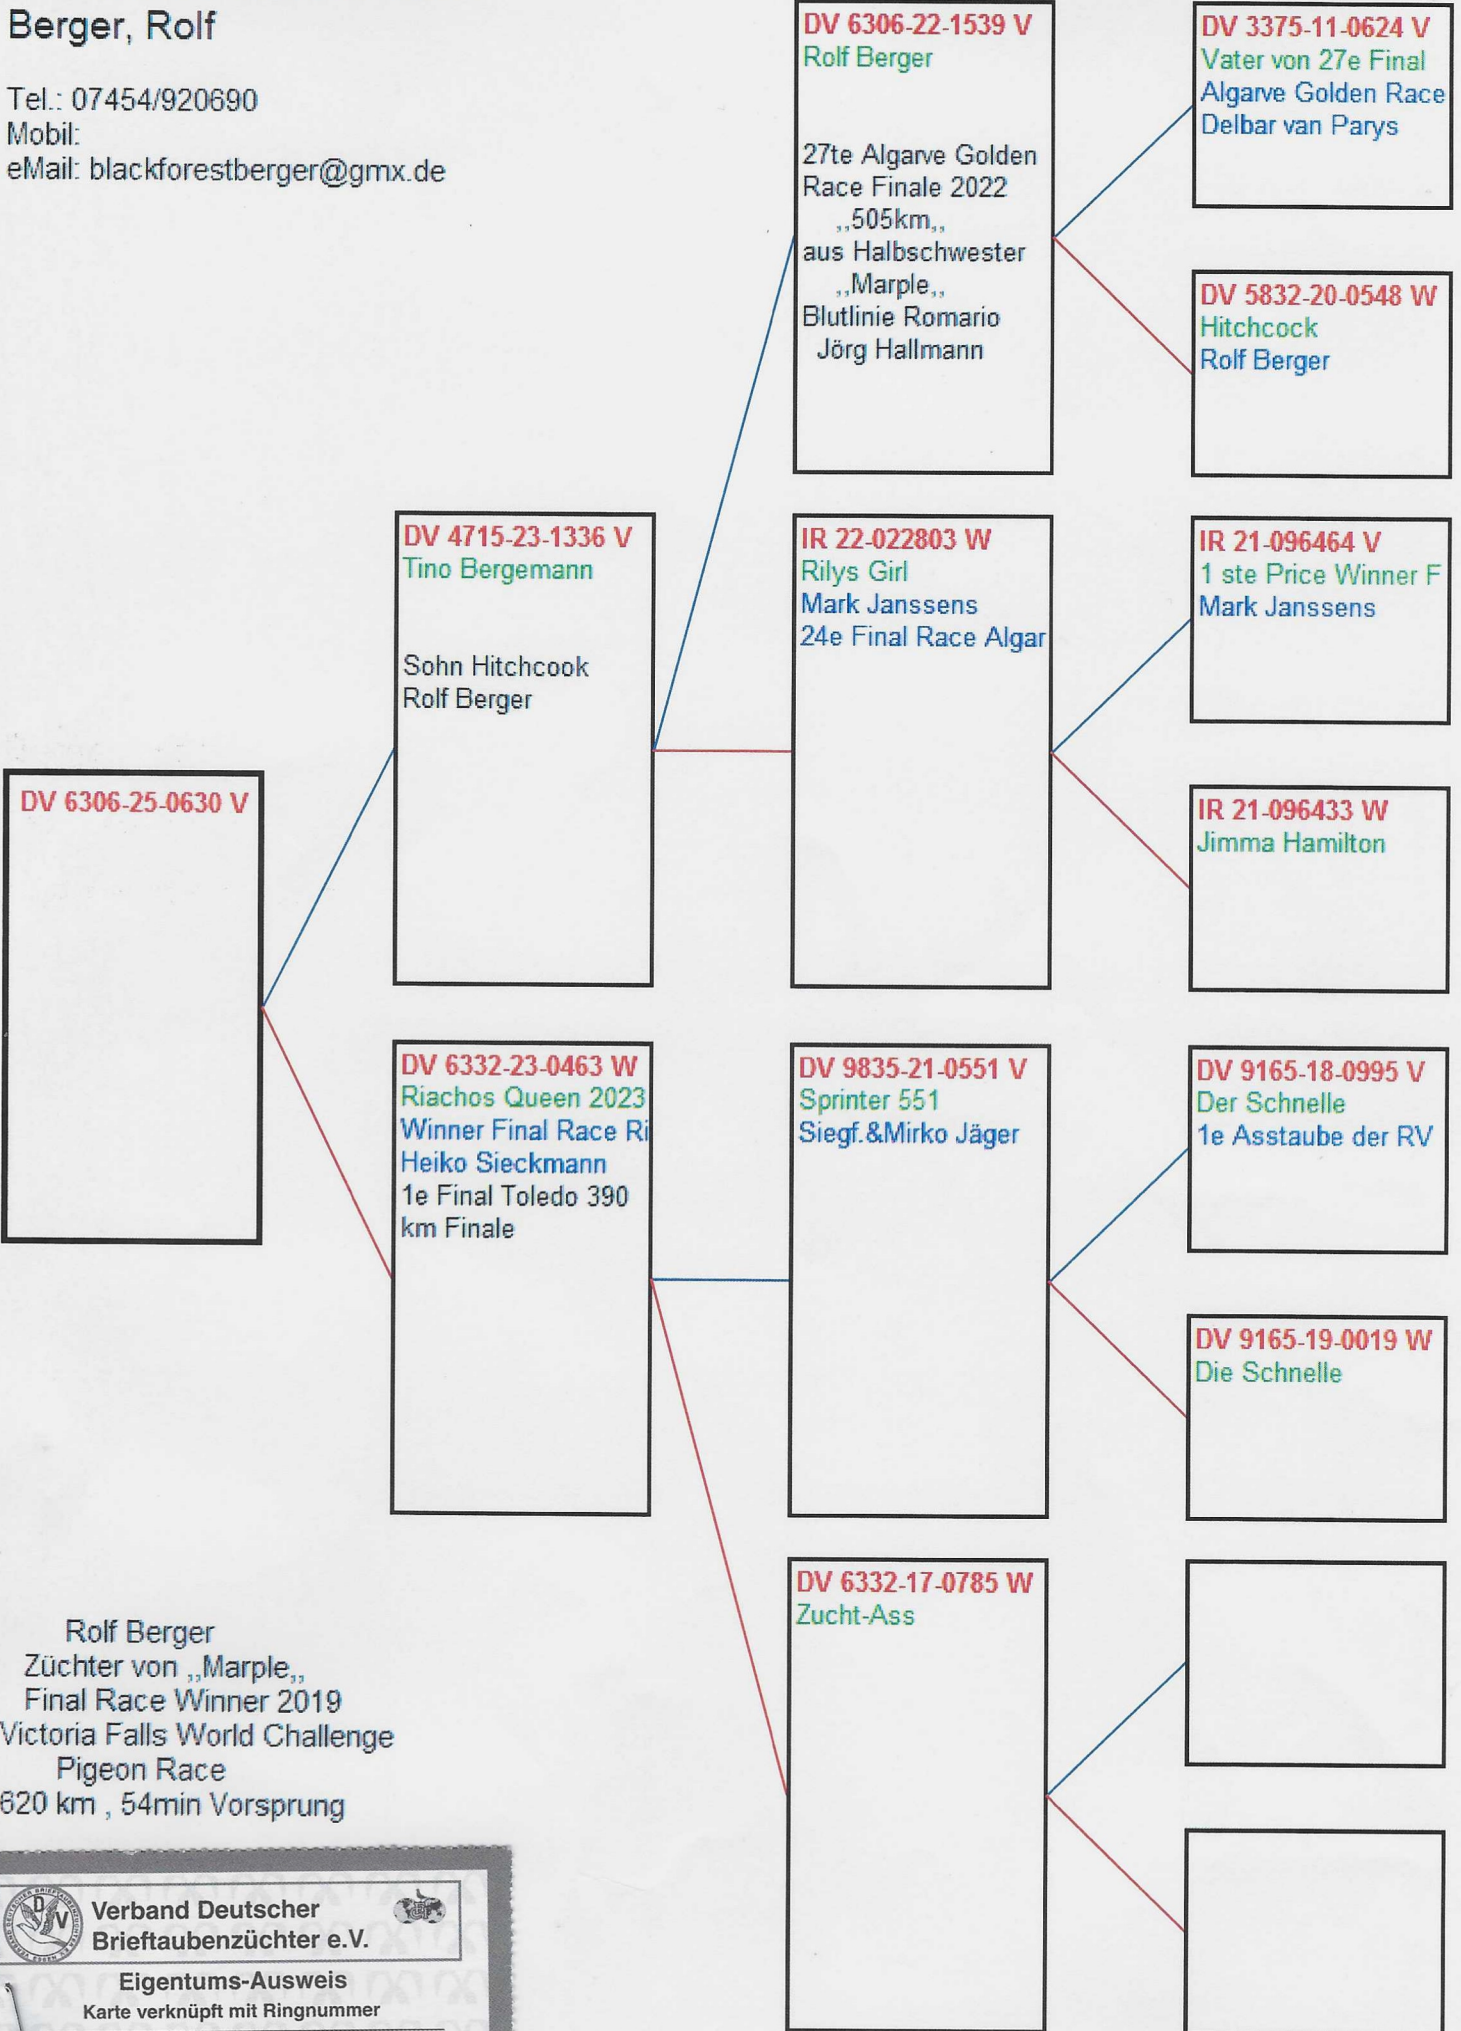 Berger, Rolf
Tel.: 07454/920690
Mobil:
eMail: blackforestberger@gmx.de
DV 6306-25-0630 V
DV 4715-23-1336 V
Tino Bergemann
Sohn Hitchcook
Rolf Berger
DV 6332-23-0463 W
Riachos Queen 2023
Winner Final Race Ri
Heiko Sieckmann
1e Final Toledo 390
km Finale
DV 6306-22-1539 V
Rolf Berger
27te Algarve Golden
Race Finale 2022
,,505km,,
aus Halbschwester
,,Marple,,
Blutlinie Romario
Jörg Hallmann
IR 22-022803 W
Rilys Girl
Mark Janssens
24e Final Race Algar
DV 9835-21-0551 V
Sprinter 551
Siegf.&Mirko Jäger
DV 6332-17-0785 W
Zucht-Ass
DV 3375-11-0624 V
Vater von 27e Final
Algarve Golden Race
Delbar van Parys
DV 5832-20-0548 W
Hitchcock
Rolf Berger
IR 21-096464 V
1 ste Price Winner F
Mark Janssens
IR 21-096433 W
Jimma Hamilton
DV 9165-18-0995 V
Der Schnelle
1e Asstaube der RV
DV 9165-19-0019 W
Die Schnelle
Rolf Berger
Züchter von ,,Marple,,
Final Race Winner 2019
Victoria Falls World Challenge
Pigeon Race
620 km , 54min Vorsprung
Verband Deutscher
Brieftaubenzüchter e.V.
Eigentums-Ausweis
Karte verknüpft mit Ringnummer